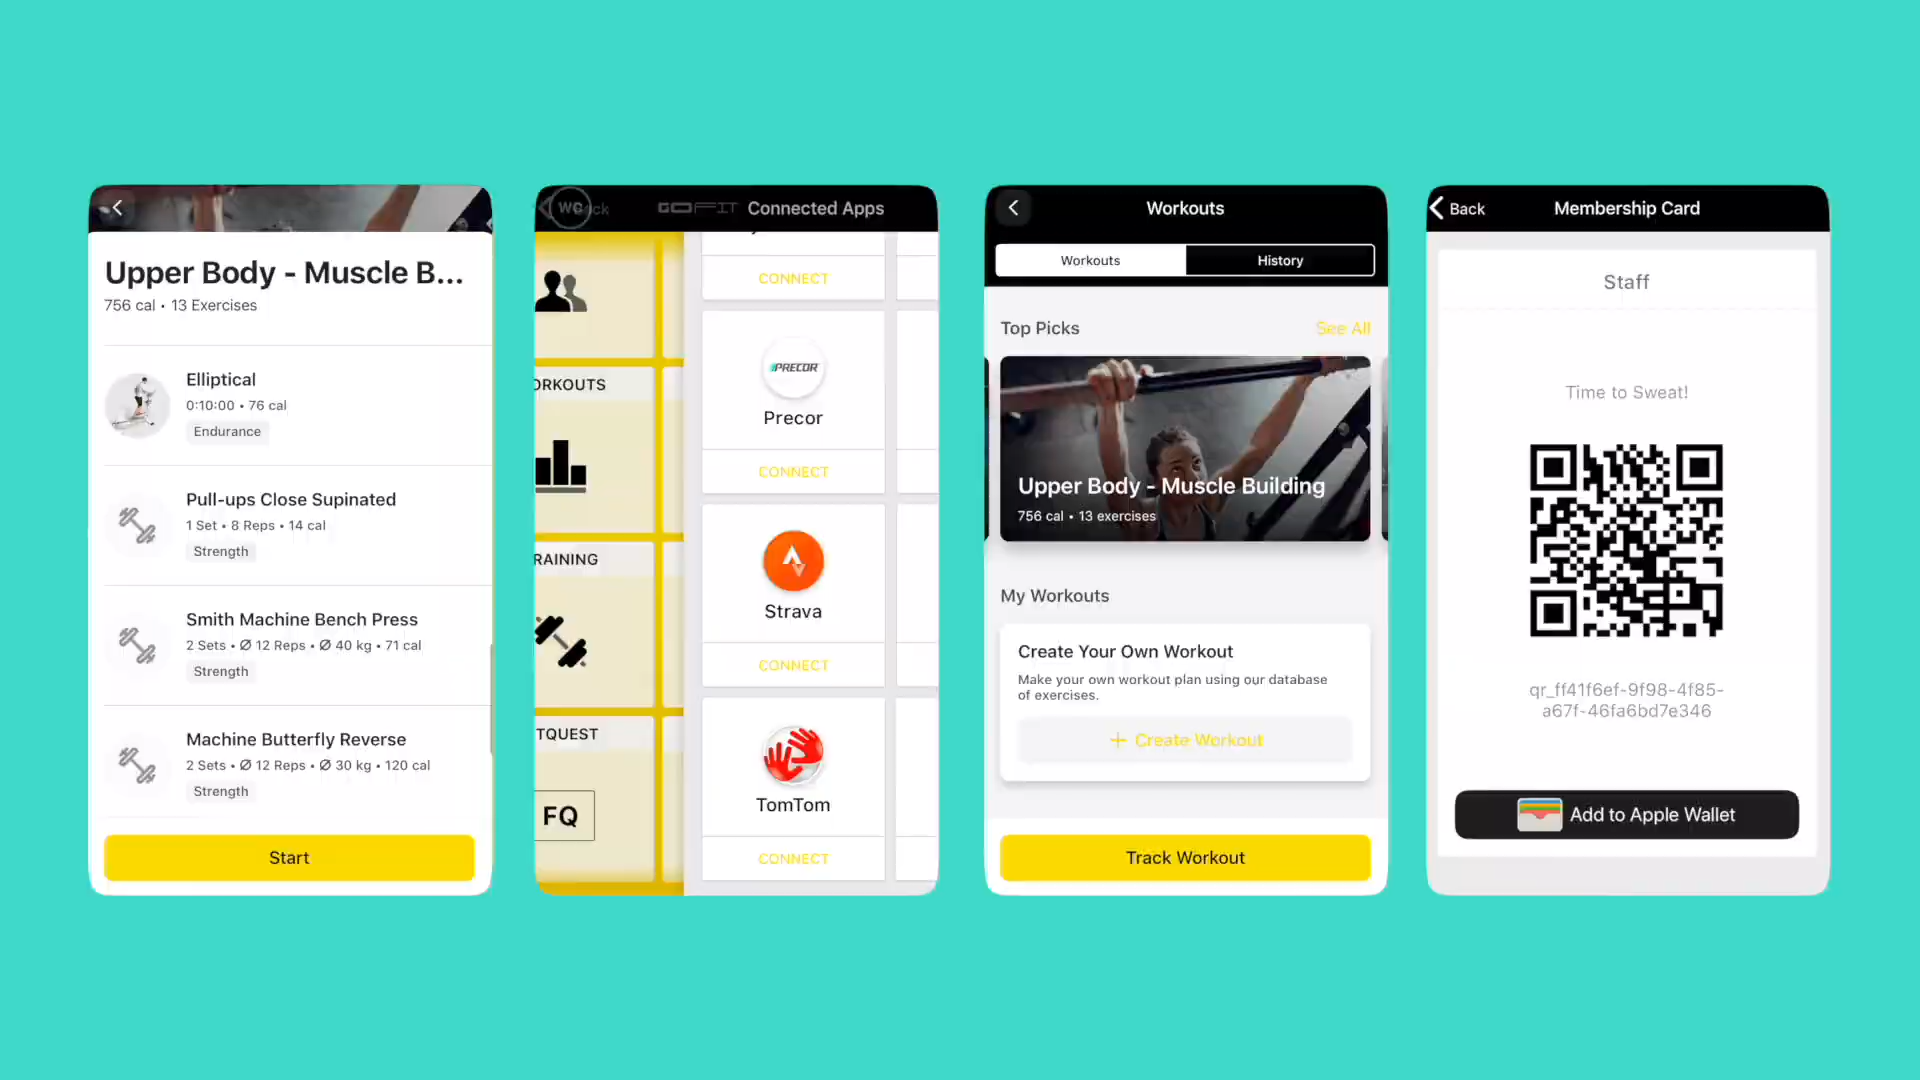 Upper Body - Muscle B...
756 cal • 13 Exercises
Elliptical
0:10:00 • 76 cal
Endurance
Pull-ups Close Supinated
1 Set • 8 Reps • 14 cal
Strength
Smith Machine Bench Press
2 Sets • Ø 12 Reps • Ø 40 kg • 71 cal
Strength
Machine Butterfly Reverse
2 Sets • Ø 12 Reps • Ø 30 kg • 120 cal
Strength
Start
WC
GOFIT
Connected Apps
ORKOUTS
RAINING
TQUEST
FQ
CONNECT
PRECOR
Precor
CONNECT
Strava
CONNECT
TomTom
CONNECT
Workouts
Workouts
History
Top Picks
See All
Upper Body - Muscle Building
756 cal • 13 exercises
My Workouts
Create Your Own Workout
Make your own workout plan using our database
of exercises.
+ Create Workout
Track Workout
Back
Membership Card
Staff
Time to Sweat!
qr_ff41f6ef-9f98-4f85-
a67f-46fa6bd7e346
Add to Apple Wallet